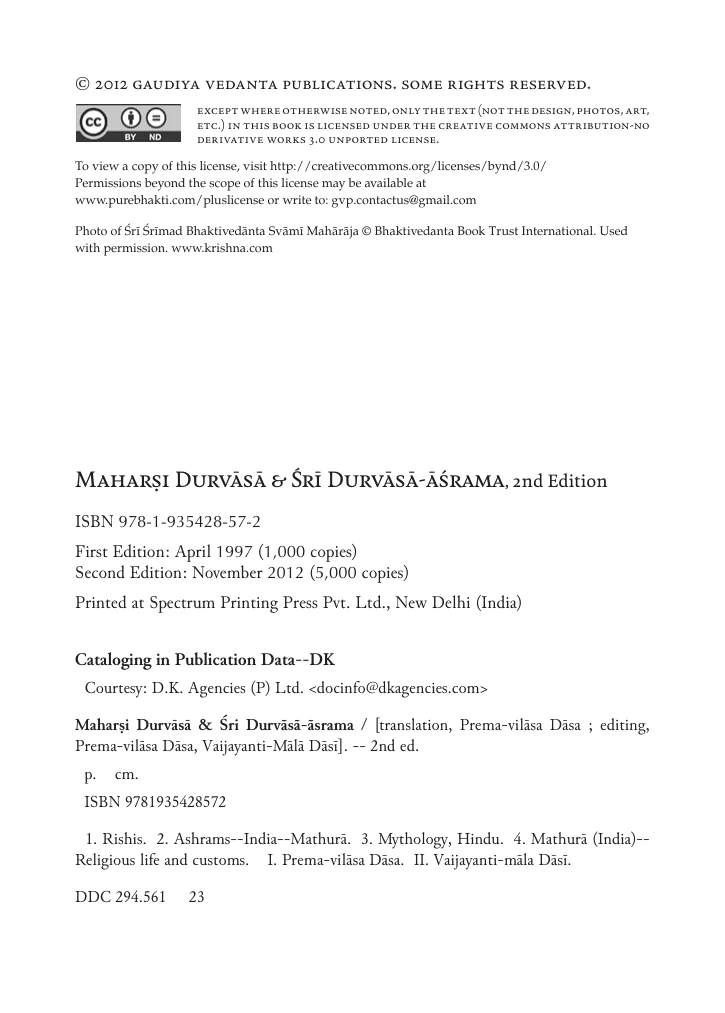 © 2012 GAUDIYA VEDANTA PUBLICATIONS. SOME RIGHTS RESERVED.
cc BY ND
EXCEPT WHERE OTHERWISE NOTED, ONLY THE TEXT (NOT THE DESIGN, PHOTOS, ART,
ETC.) IN THIS BOOK IS LICENSED UNDER THE CREATIVE COMMONS ATTRIBUTION-NO
DERIVATIVE WORKS 3.0 UNPORTED LICENSE.
To view a copy of this license, visit http://creativecommons.org/licenses/bynd/3.0/
Permissions beyond the scope of this license may be available at
www.purebhakti.com/pluslicense or write to: gvp.contactus@gmail.com
Photo of Śrī Śrīmad Bhaktivedānta Svāmī Mahārāja © Bhaktivedanta Book Trust International. Used
with permission. www.krishna.com
Maharṣi Durvāsā & Śrī Durvāsā-āśrama, 2nd Edition
ISBN 978-1-935428-57-2
First Edition: April 1997 (1,000 copies)
Second Edition: November 2012 (5,000 copies)
Printed at Spectrum Printing Press Pvt. Ltd., New Delhi (India)
Cataloging in Publication Data--DK
Courtesy: D.K. Agencies (P) Ltd. <docinfo@dkagencies.com>
Maharṣi Durvāsā & Śri Durvāsā-āsrama / [translation, Prema-vilāsa Dāsa ; editing,
Prema-vilāsa Dāsa, Vaijayanti-Mālā Dāsī]. -- 2nd ed.
p. cm.
ISBN 9781935428572
1. Rishis. 2. Ashrams--India--Mathurā. 3. Mythology, Hindu. 4. Mathurā (India)--
Religious life and customs. I. Prema-vilāsa Dāsa. II. Vaijayanti-māla Dāsī.
DDC 294.561 23